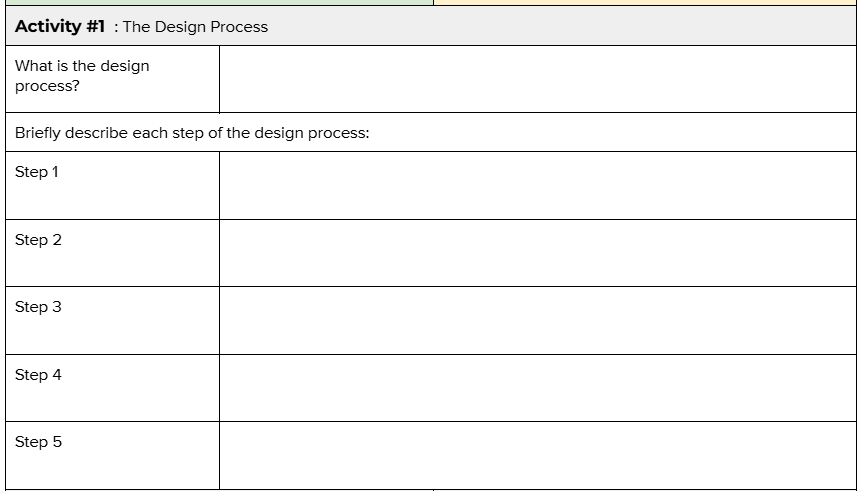 Activity #1 : The Design Process
What is the design
process?
Briefly describe each step of the design process:
Step 1
Step 2
Step 3
Step 4
Step 5